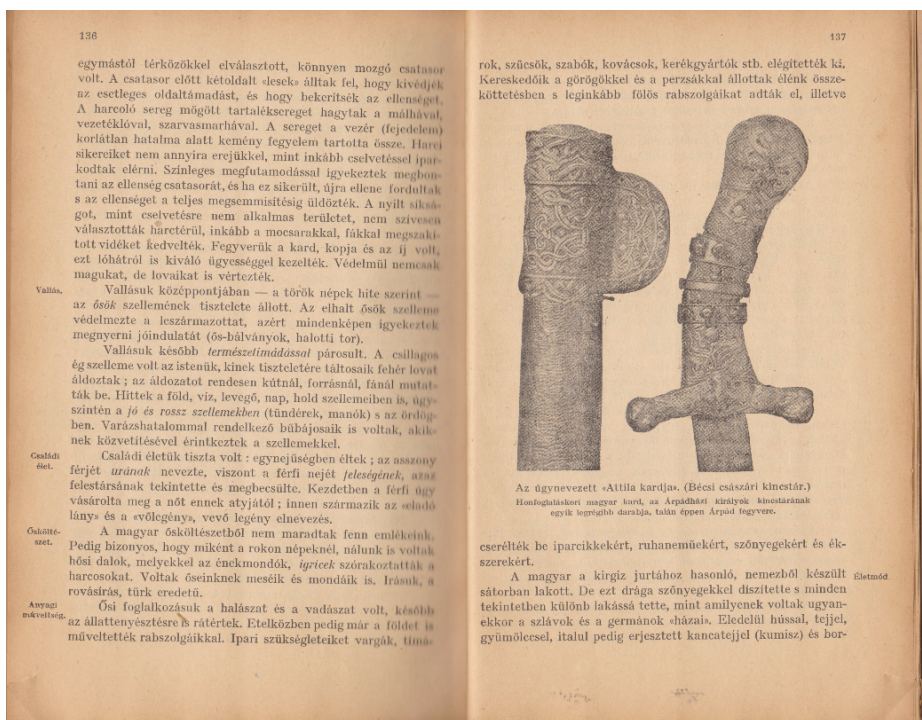 136
egymástól térközökkel elválasztott, könnyen mozgó csatasor
volt. A csatasor előtt kétoldalt «lesek» álltak fel, hogy kivédjék
az esetleges oldaltámadást, és hogy bekerítsék az ellenséget.
A harcoló sereg mögött tartaléksereget hagytak a málhával,
vezetéklóval, szarvasmarhával. A sereget a vezér (fejedelem)
korlátlan hatalma alatt kemény fegyelem tartotta össze. Harci
sikereiket nem annyira erejükkel, mint inkább cselvetéssel ipar-
kodtak elérni. Színleges megfutamodással igyekeztek megbon-
tani az ellenség csatasorát, és ha ez sikerült, újra ellene fordultak
s az ellenséget a teljes megsemmisítésig üldözték. A nyilt síksá-
got, mint cselvetésre nem alkalmas területet, nem szívesen
választották harctérül, inkább a mocsarakkal, fákkal megszakí-
tott vidéket kedvelték. Fegyverük a kard, kopja és az íj volt,
ezt lóhátról is kiváló ügyességgel kezelték. Védelmül nemcsak
magukat, de lovaikat is vértezték.
Vallás.
Vallásuk középpontjában — a török népek hite szerint —
az ősök szellemének tisztelete állott. Az elhalt ősök szelleme
védelmezte a leszármazottat, azért mindenképen igyekeztek
megnyerni jóindulatát (ős-bálványok, halotti tor).
Vallásuk később természetimádással párosult. A csillagos
ég szelleme volt az istenük, kinek tiszteletére táltosaik fehér lovat
áldoztak ; az áldozatot rendesen kútnál, forrásnál, fánál mutat-
ták be. Hittek a föld, víz, levegő, nap, hold szellemeiben is, úgy-
szintén a jó és rossz szellemekben (tündérek, manók) s az ördög-
ben. Varázshatalommal rendelkező bűbájosaik is voltak, akik-
nek közvetítésével érintkeztek a szellemekkel.
Családi
élet.
Családi életük tiszta volt : egynejűségben éltek ; az asszony
férjét urának nevezte, viszont a férfi nejét feleségének, azaz
felestársának tekintette és megbecsülte. Kezdetben a férfi úgy
vásárolta meg a nőt ennek atyjától ; innen származik az «eladó
lány» és a «vőlegény», vevő legény elnevezés.
Őskölté-
szet.
A magyar ősköltészetből nem maradtak fenn emlékeink.
Pedig bizonyos, hogy miként a rokon népeknél, nálunk is voltak
hősi dalok, melyekkel az énekmondók, igricek szórakoztatták a
harcosokat. Voltak őseinknek meséik és mondáik is. Írásuk, a
rovásírás, türk eredetű.
Anyagi
műveltség.
Ősi foglalkozásuk a halászat és a vadászat volt, később
az állattenyésztésre is rátértek. Etelközben pedig már a földet is
műveltették rabszolgáikkal. Ipari szükségleteiket vargák, tímá-
137
rok, szűcsök, szabók, kovácsok, kerékgyártók stb. elégítették ki.
Kereskedőik a görögökkel és a perzsákkal állottak élénk össze-
köttetésben s leginkább fölös rabszolgáikat adták el, illetve
Az úgynevezett «Attila kardja». (Bécsi császári kincstár.)
Honfoglaláskori magyar kard, az Árpádházi királyok kincstárának
egyik legrégibb darabja, talán éppen Árpád fegyvere.
cserélték be iparcikkekért, ruhaneműekért, szőnyegekért és ék-
szerekért.
A magyar a kirgiz jurtához hasonló, nemezből készült
Életmód
sátorban lakott. De ezt drága szőnyegekkel díszítette s minden
tekintetben különb lakássá tette, mint amilyenek voltak ugyan-
ekkor a szlávok és a germánok «házai». Eledelül hússal, tejjel,
gyümölccsel, italul pedig erjesztett kancatejjel (kumisz) és bor-